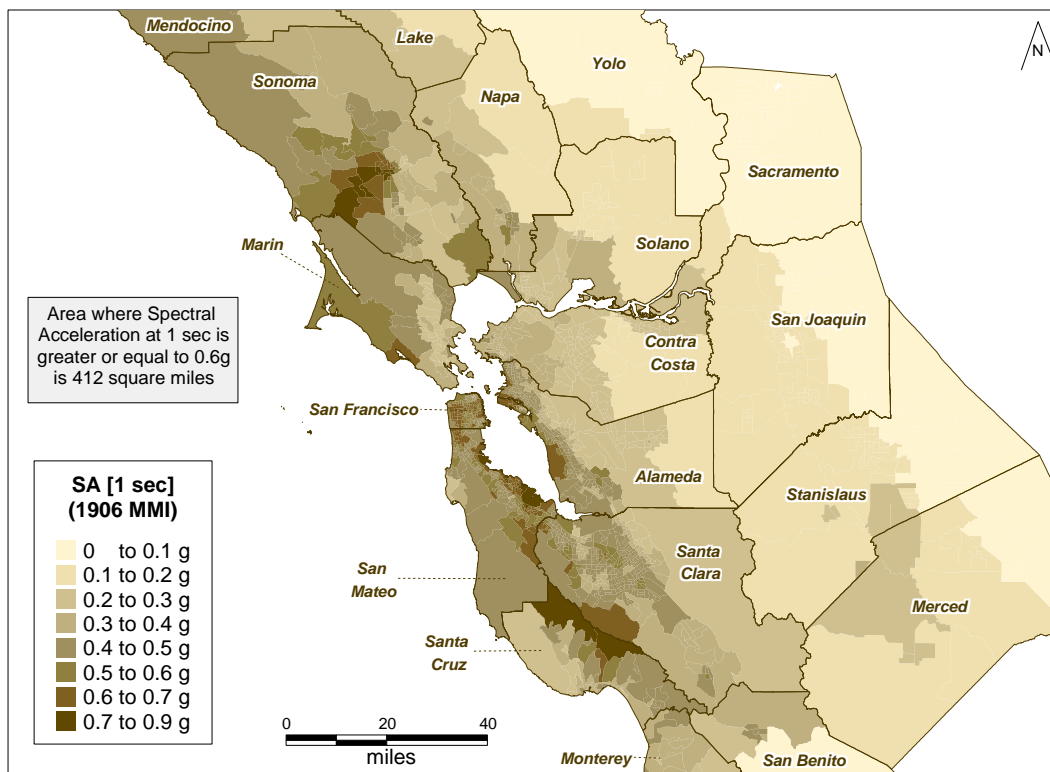 Mendocino
Lake
Yolo
N
Sonoma
Napa
Sacramento
Marin
Solano
Area where Spectral
Acceleration at 1 sec is
greater or equal to 0.6g
is 412 square miles
San Joaquin
Contra
Costa
San Francisco
Alameda
Stanislaus
SA [1 sec]
(1906 MMI)
0 to 0.1 g
0.1 to 0.2 g
0.2 to 0.3 g
0.3 to 0.4 g
0.4 to 0.5 g
0.5 to 0.6 g
0.6 to 0.7 g
0.7 to 0.9 g
Santa
Clara
San
Mateo
Merced
Santa
Cruz
0 20 40
miles
Monterey
San Benito